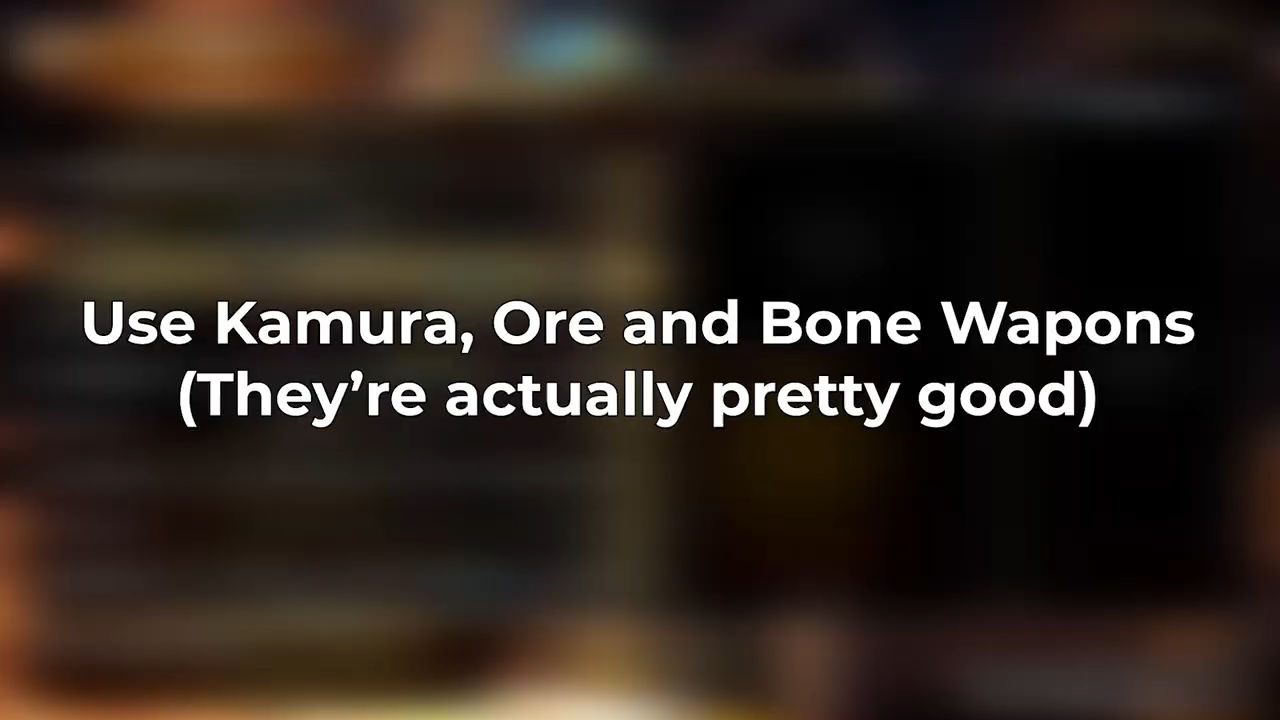 Use Kamura, Ore and Bone Wapons
(They’re actually pretty good)